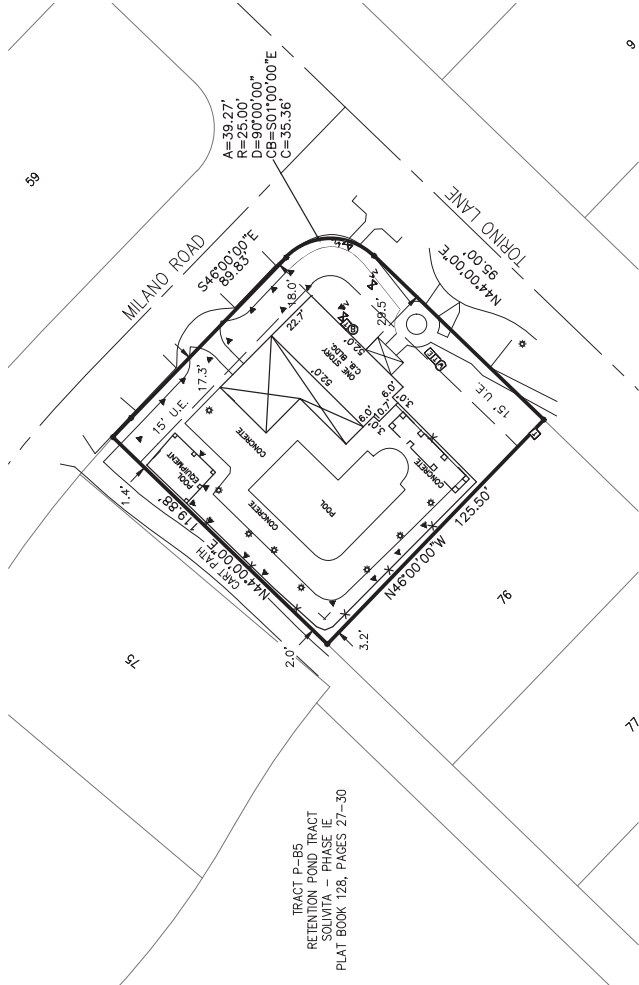 9
59
A=39.27'
R=25.00'
D=90°00'00"
CB=S01°00'00"E
C=35.36'
MILANO ROAD
TORINO LANE
S46°00'00"E
89.83'
N44°00'00"E
95.00'
18.0'
22.7'
17.3'
29.5'
15' U.E.
ONE STORY
C.B. BLDG.
52.0'
52.0'
6.0'
3.0'
10.7'
6.0'
3.0'
15' U.E.
POOL
EQUIPMENT
CONCRETE
CONCRETE
CONCRETE
POOL
1.4'
119.88'
N44°00'00"E
CART PATH
N46°00'00"W
125.50'
2.0'
3.2'
75
76
77
TRACT P-B5
RETENTION POND TRACT
SOLIVITA - PHASE IE
PLAT BOOK 128, PAGES 27-30